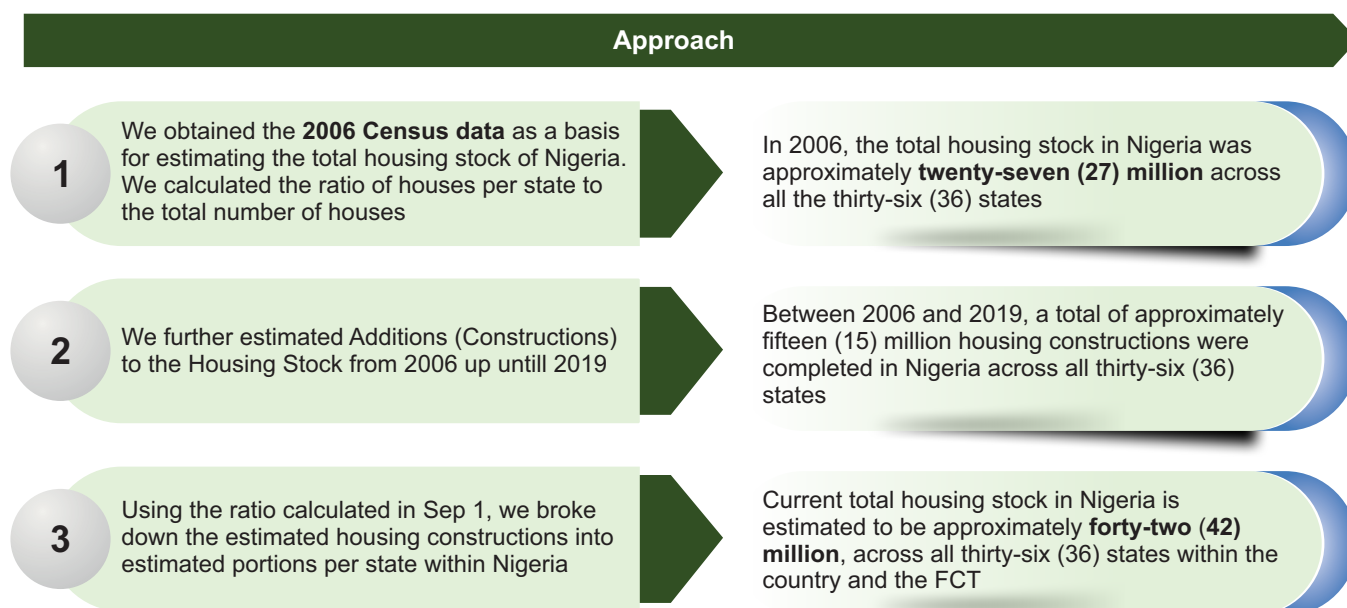 Approach
1
We obtained the 2006 Census data as a basis
for estimating the total housing stock of Nigeria.
We calculated the ratio of houses per state to
the total number of houses
In 2006, the total housing stock in Nigeria was
approximately twenty-seven (27) million across
all the thirty-six (36) states
2
We further estimated Additions (Constructions)
to the Housing Stock from 2006 up untill 2019
Between 2006 and 2019, a total of approximately
fifteen (15) million housing constructions were
completed in Nigeria across all thirty-six (36)
states
3
Using the ratio calculated in Sep 1, we broke
down the estimated housing constructions into
estimated portions per state within Nigeria
Current total housing stock in Nigeria is
estimated to be approximately forty-two (42)
million, across all thirty-six (36) states within the
country and the FCT